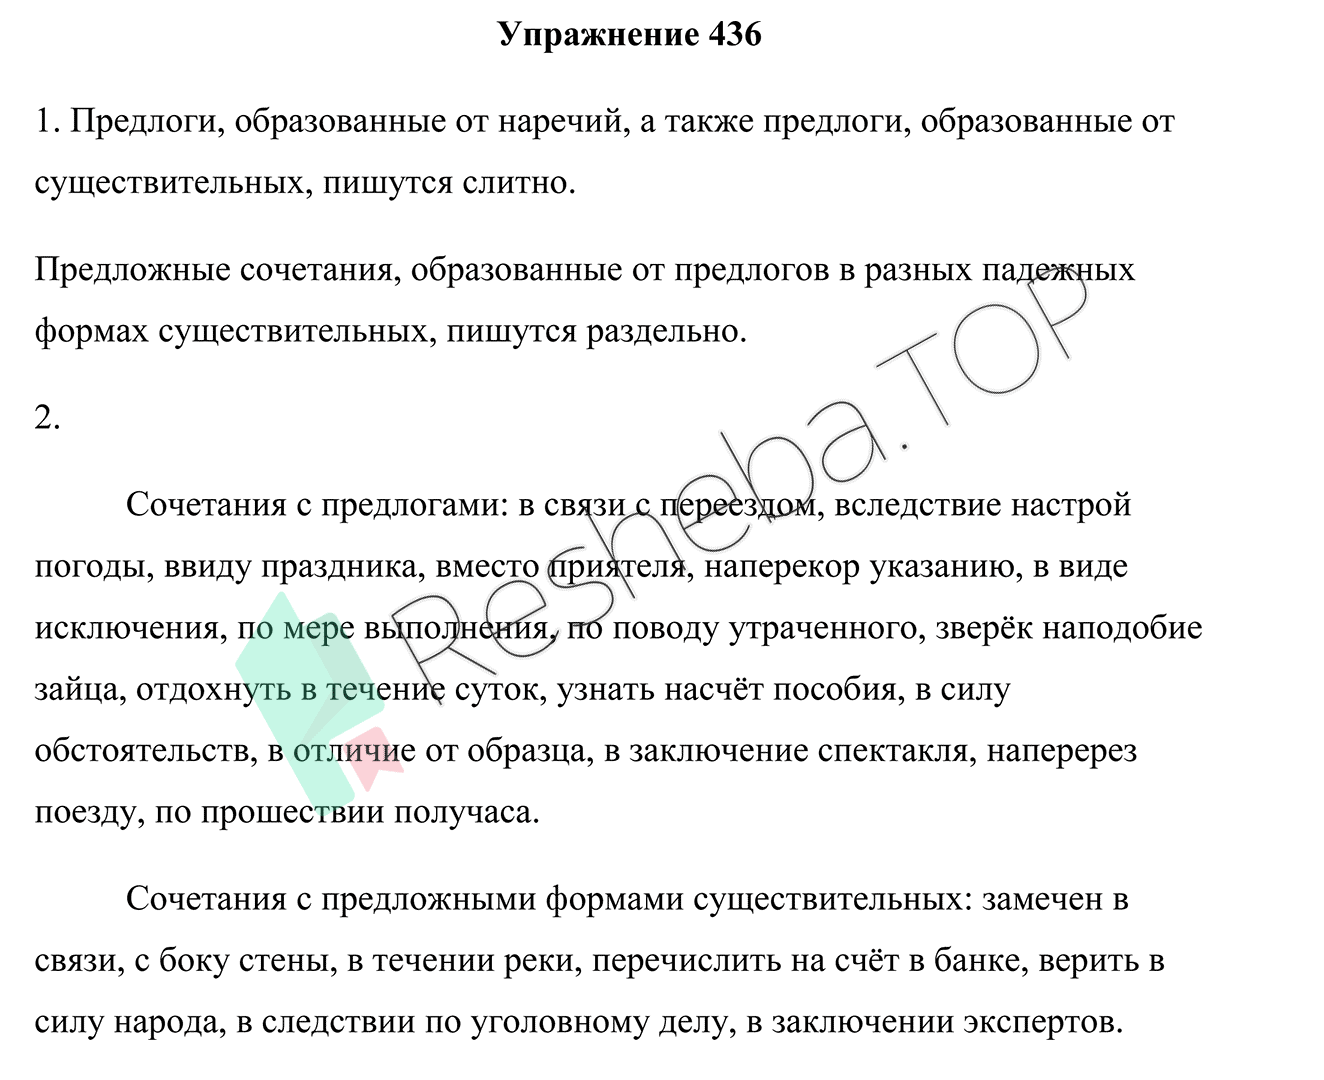 Упражнение 436
1. Предлоги, образованные от наречий, а также предлоги, образованные от
существительных, пишутся слитно.
Предложные сочетания, образованные от предлогов в разных падежных
формах существительных, пишутся раздельно.
2.
Сочетания с предлогами: в связи с переездом, вследствие настрой
погоды, ввиду праздника, вместо приятеля, наперекор указанию, в виде
исключения, по мере выполнения, по поводу утраченного, зверёк наподобие
зайца, отдохнуть в течение суток, узнать насчёт пособия, в силу
обстоятельств, в отличие от образца, в заключение спектакля, наперерез
поезду, по прошествии получаса.
Сочетания с предложными формами существительных: замечен в
связи, с боку стены, в течении реки, перечислить на счёт в банке, верить в
силу народа, в следствии по уголовному делу, в заключении экспертов.
Resheba.TOP